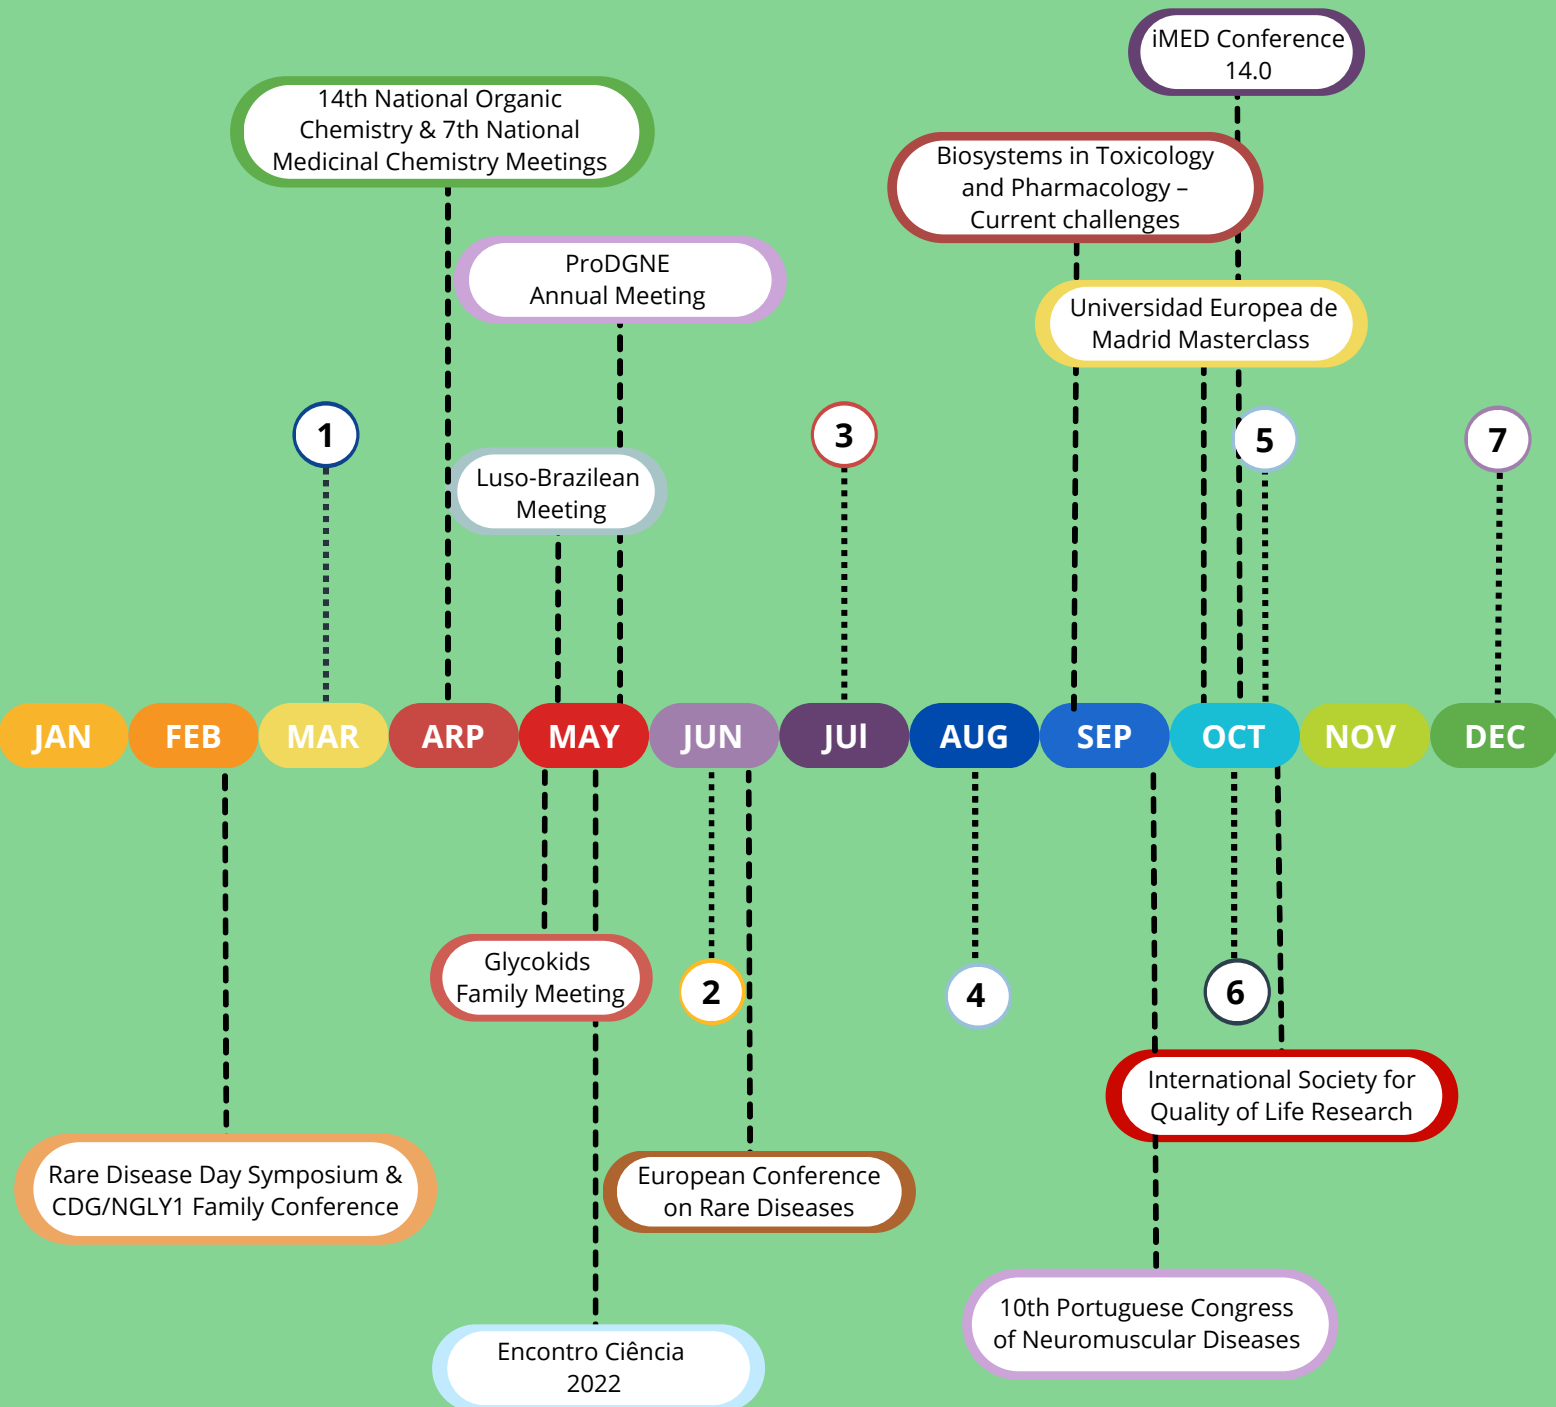 iMED Conference
14.0
14th National Organic
Chemistry & 7th National
Medicinal Chemistry Meetings
Biosystems in Toxicology
and Pharmacology –
Current challenges
ProDGNE
Annual Meeting
Universidad Europea de
Madrid Masterclass
1
3
5
7
Luso-Brazilean
Meeting
JAN
FEB
MAR
ARP
MAY
JUN
JUl
AUG
SEP
OCT
NOV
DEC
Glycokids
Family Meeting
2
4
6
International Society for
Quality of Life Research
Rare Disease Day Symposium &
CDG/NGLY1 Family Conference
European Conference
on Rare Diseases
10th Portuguese Congress
of Neuromuscular Diseases
Encontro Ciência
2022